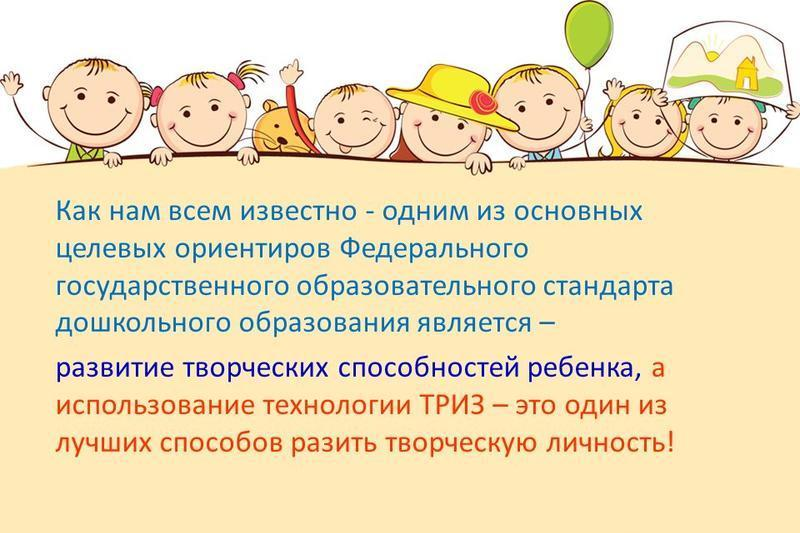 Как нам всем известно - одним из основных
целевых ориентиров Федерального
государственного образовательного стандарта
дошкольного образования является –
развитие творческих способностей ребенка, а
использование технологии ТРИЗ – это один из
лучших способов разить творческую личность!